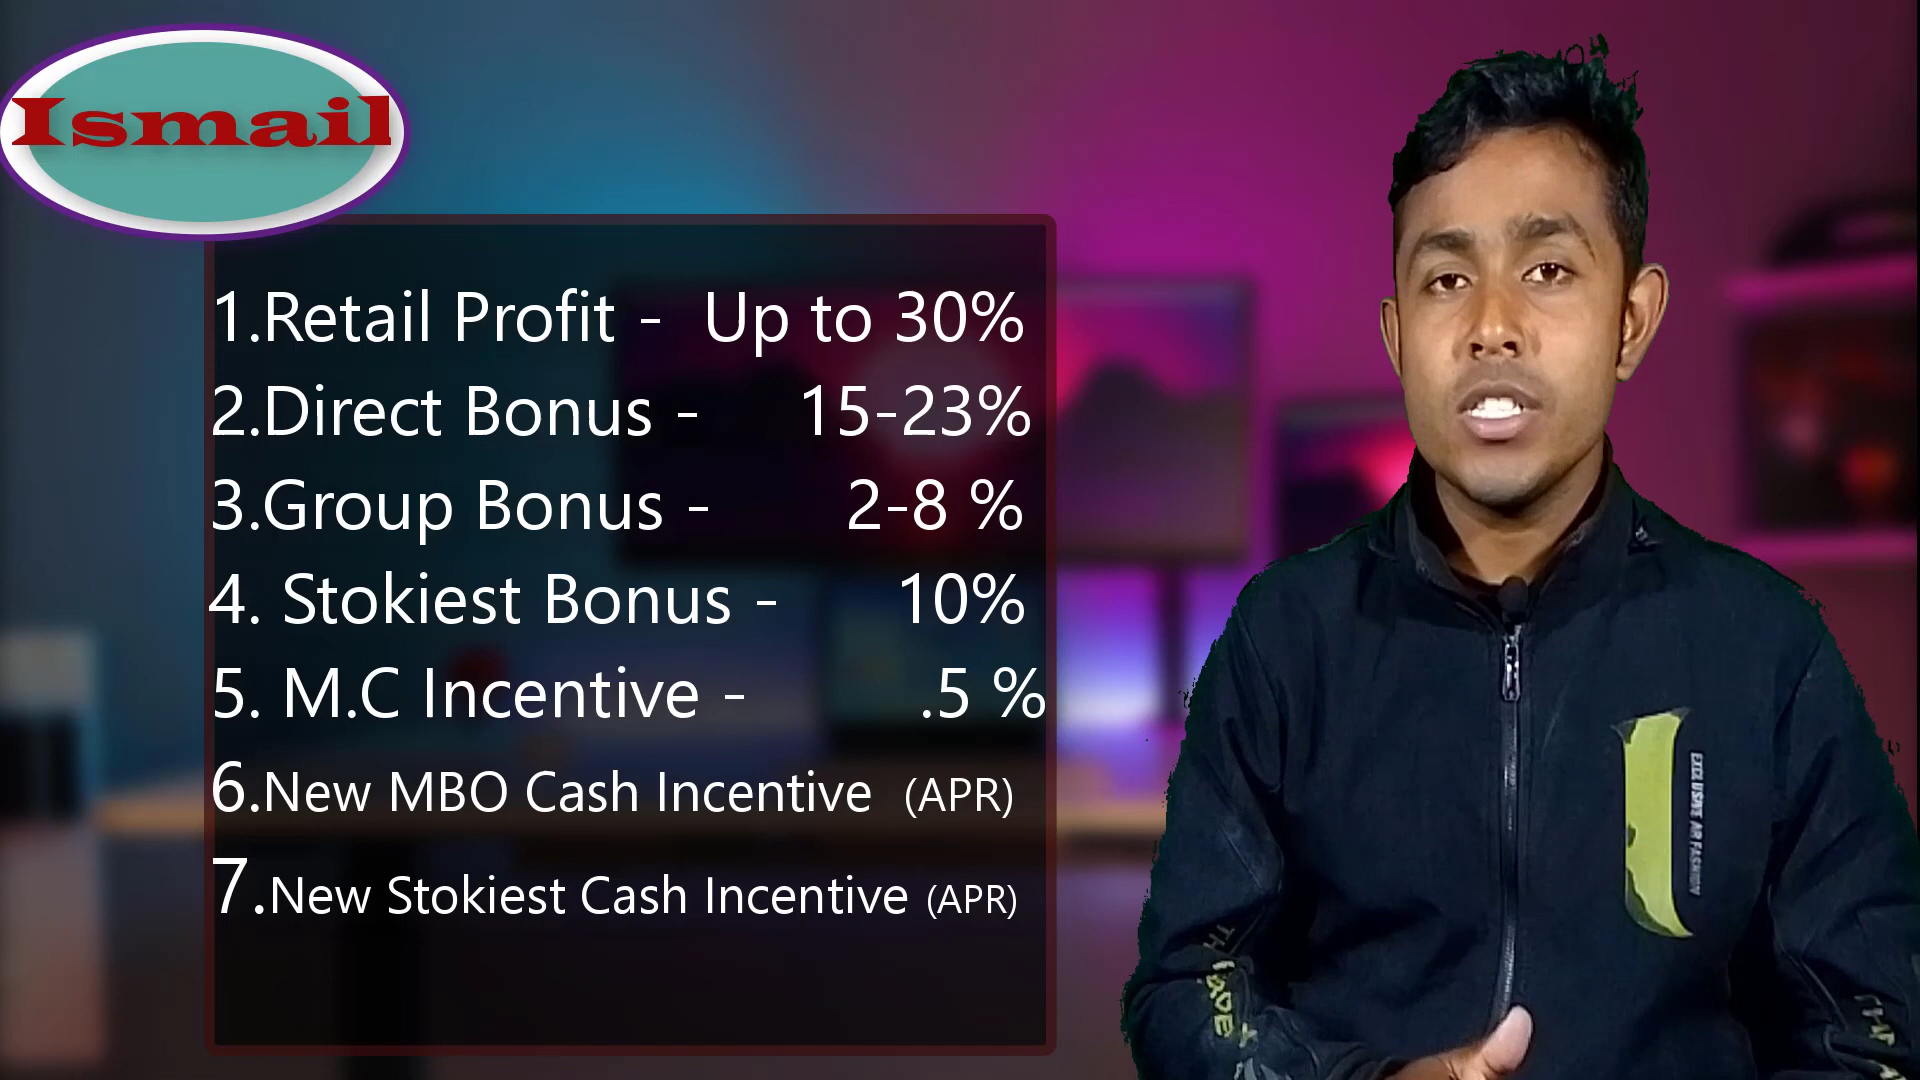 Ismail
1.Retail Profit - Up to 30%
2.Direct Bonus - 15-23%
3.Group Bonus - 2-8 %
4. Stokiest Bonus - 10%
5. M.C Incentive - .5 %
6.New MBO Cash Incentive (APR)
7.New Stokiest Cash Incentive (APR)